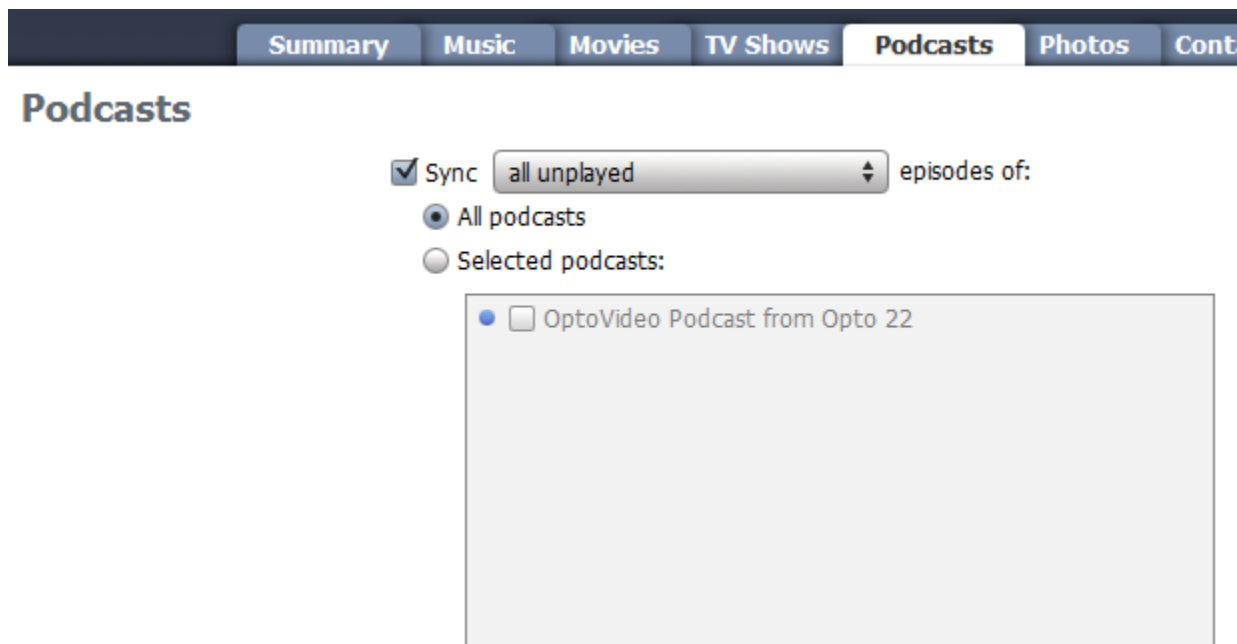 Summary Music Movies TV Shows Podcasts Photos Cont
Podcasts
Sync all unplayed episodes of:
All podcasts
Selected podcasts:
OptoVideo Podcast from Opto 22